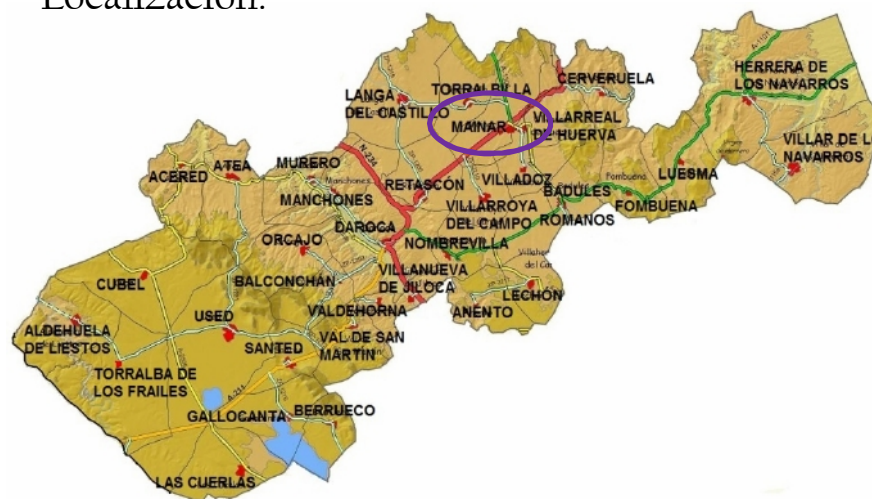 Localización:
HERRERA
DE LOS NAVARROS
CERVERUELA
TORRALBILLA
LANGA
DEL CASTILLO
MAINAR
VILLARREAL
DE HUERVA
VILLAR DE LOS
NAVARROS
N-234
ATEA
MURERO
ACERED
MANCHONES
RETASCÓN
VILLADOZ
BADULES
LUESMA
Fombuena
FOMBUENA
VILLARROYA
DEL CAMPO
ROMANOS
DAROCA
ORCAJO
NOMBREVILLA
CUBEL
BALCONCHÁN
VILLANUEVA
DE JILOCA
LECHÓN
ANENTO
VALDEHORNA
USED
ALDEHUELA
DE LIESTOS
SANTED
VAL DE SAN
MARTÍN
TORRALBA DE
LOS FRAILES
A-211
GALLOCANTA
BERRUECO
LAS CUERLAS